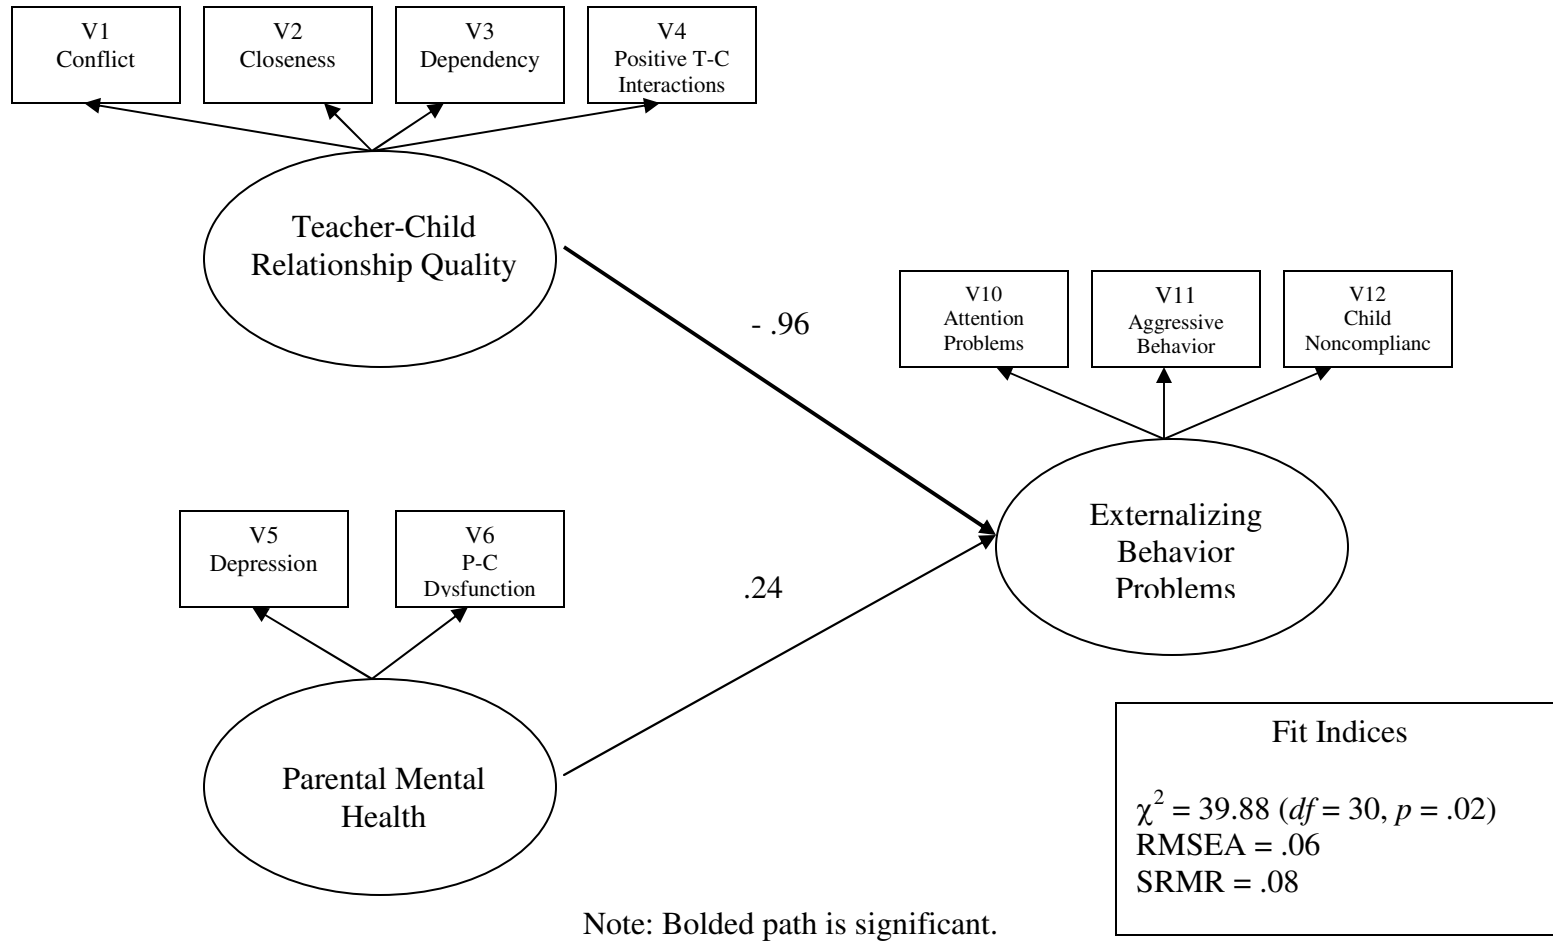 V1
Conflict
V2
Closeness
V3
Dependency
V4
Positive T-C
Interactions
Teacher-Child
Relationship Quality
- .96
V10
Attention
Problems
V11
Aggressive
Behavior
V12
Child
Noncomplianc
V5
Depression
V6
P-C
Dysfunction
.24
Externalizing
Behavior
Problems
Parental Mental
Health
Fit Indices
χ² = 39.88 (df = 30, p = .02)
RMSEA = .06
SRMR = .08
Note: Bolded path is significant.